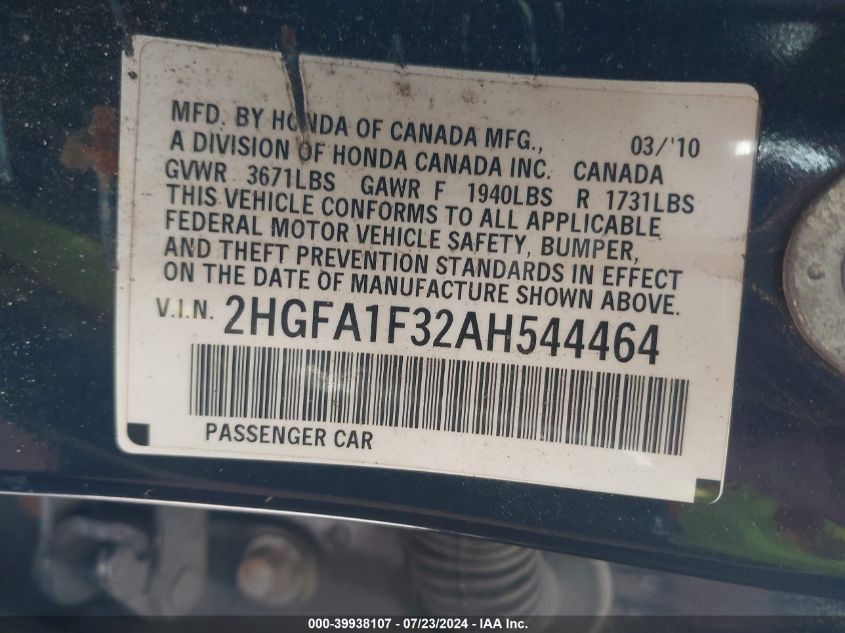 MFD. BY HONDA OF CANADA MFG., 03/'10
A DIVISION OF HONDA CANADA INC. CANADA
GVWR 3671LBS GAWR F 1940LBS R 1731LBS
THIS VEHICLE CONFORMS TO ALL APPLICABLE
FEDERAL MOTOR VEHICLE SAFETY, BUMPER,
AND THEFT PREVENTION STANDARDS IN EFFECT
ON THE DATE OF MANUFACTURE SHOWN ABOVE.
V.I.N. 2HGFA1F32AH544464
PASSENGER CAR
000-39938107 - 07/23/2024 - IAA Inc.